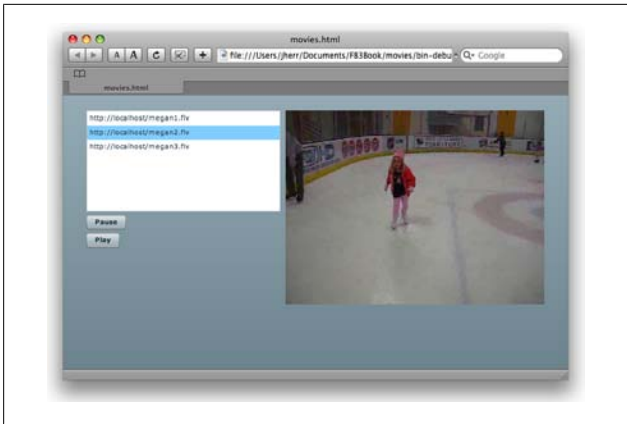 movies.html
A A
file:///Users/jherr/Documents/FB3Book/movies/bin-debu
Google
movies.html
http://localhost/megan1.flv
http://localhost/megan2.flv
http://localhost/megan3.flv
Pause
Play